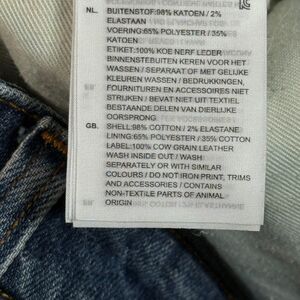 NL. BUITENSTOF:98% KATOEN / 2%
ELASTAAN
VOERING:65% POLYESTER / 35%
KATOEN
ETIKET:100% KOE NERF LEDER
BINNENSTEBUITEN KEREN VOOR HET
WASSEN / SEPARAAT OF MET GELIJKE
KLEUREN WASSEN / BEDRUKKINGEN,
FOURNITUREN EN ACCESSOIRES NIET
STRIJKEN / BEVAT NIET UIT TEXTIEL
BESTAANDE DELEN VAN DIERLIJKE
OORSPRONG
GB. SHELL:98% COTTON / 2% ELASTANE
LINING:65% POLYESTER / 35% COTTON
LABEL:100% COW GRAIN LEATHER
WASH INSIDE OUT / WASH
SEPARATELY OR WITH SIMILAR
COLOURS / DO NOT IRON PRINT, TRIMS
AND ACCESSORIES / CONTAINS
NON-TEXTILE PARTS OF ANIMAL
ORIGIN